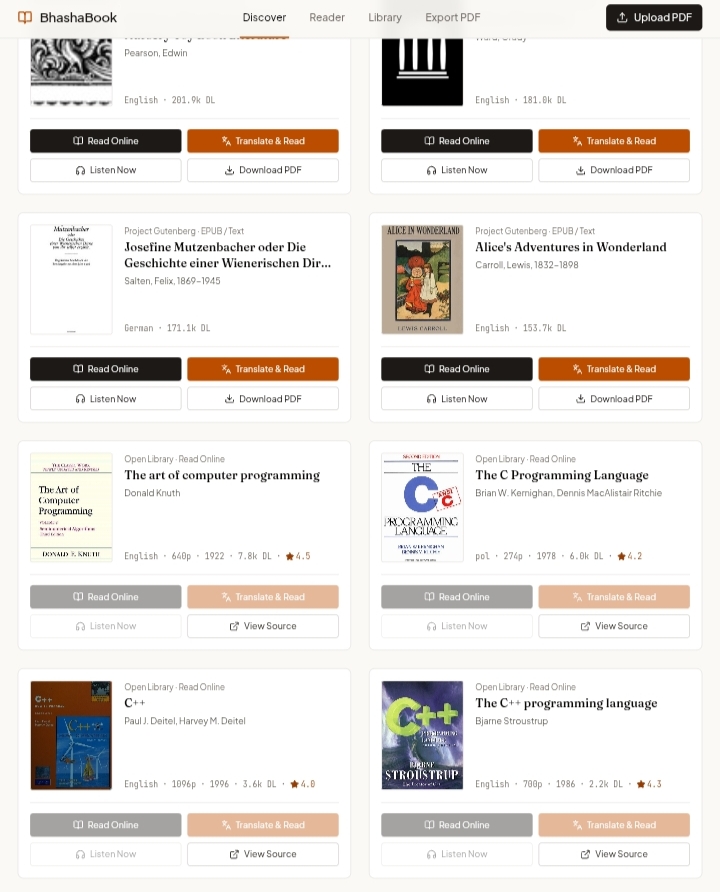 BhashaBook
Discover
Reader
Library
Export PDF
Upload PDF
Pearson, Edwin
English · 201.9k DL
Read Online
Translate & Read
Listen Now
Download PDF
English · 181.0k DL
Read Online
Translate & Read
Listen Now
Download PDF
Mutzenbacher
oder
Project Gutenberg · EPUB / Text
Josefine Mutzenbacher oder Die
Geschichte einer Wienerischen Dir...
Salten, Felix, 1869–1945
German · 171.1k DL
Read Online
Translate & Read
Listen Now
Download PDF
ALICE IN WONDERLAND
LEWIS CARROLL
Project Gutenberg · EPUB / Text
Alice's Adventures in Wonderland
Carroll, Lewis, 1832–1898
English · 153.7k DL
Read Online
Translate & Read
Listen Now
Download PDF
The Art of
Computer
Programming
DONALD E. KNUTH
Open Library · Read Online
The art of computer programming
Donald Knuth
English · 640p · 1922 · 7.8k DL · ★ 4.5
Read Online
Translate & Read
Listen Now
View Source
SECOND EDITION
THE
C
PROGRAMMING
LANGUAGE
BRIAN W. KERNIGHAN
DENNIS M. RITCHIE
Open Library · Read Online
The C Programming Language
Brian W. Kernighan, Dennis MacAlistair Ritchie
pol · 274p · 1978 · 6.0k DL · ★ 4.2
Read Online
Translate & Read
Listen Now
View Source
C++
Open Library · Read Online
C++
Paul J. Deitel, Harvey M. Deitel
English · 1096p · 1996 · 3.6k DL · ★ 4.0
Read Online
Translate & Read
Listen Now
View Source
C++
PROGRAMMING
LANGUAGE
BJARNE
STROUSTRUP
Open Library · Read Online
The C++ programming language
Bjarne Stroustrup
English · 700p · 1986 · 2.2k DL · ★ 4.3
Read Online
Translate & Read
Listen Now
View Source